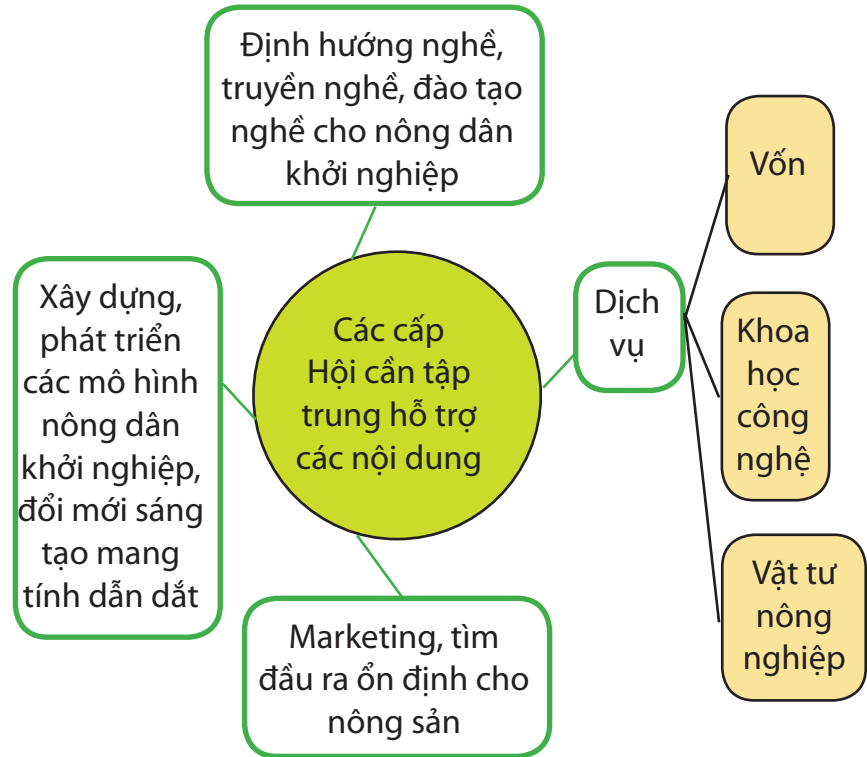 Định hướng nghề,
truyền nghề, đào tạo
nghề cho nông dân
khởi nghiệp
Xây dựng,
phát triển
các mô hình
nông dân
khởi nghiệp,
đổi mới sáng
tạo mang
tính dẫn dắt
Các cấp
Hội cần tập
trung hỗ trợ
các nội dung
Dịch
vụ
Vốn
Khoa
học
công
nghệ
Vật tư
nông
nghiệp
Marketing, tìm
đầu ra ổn định cho
nông sản